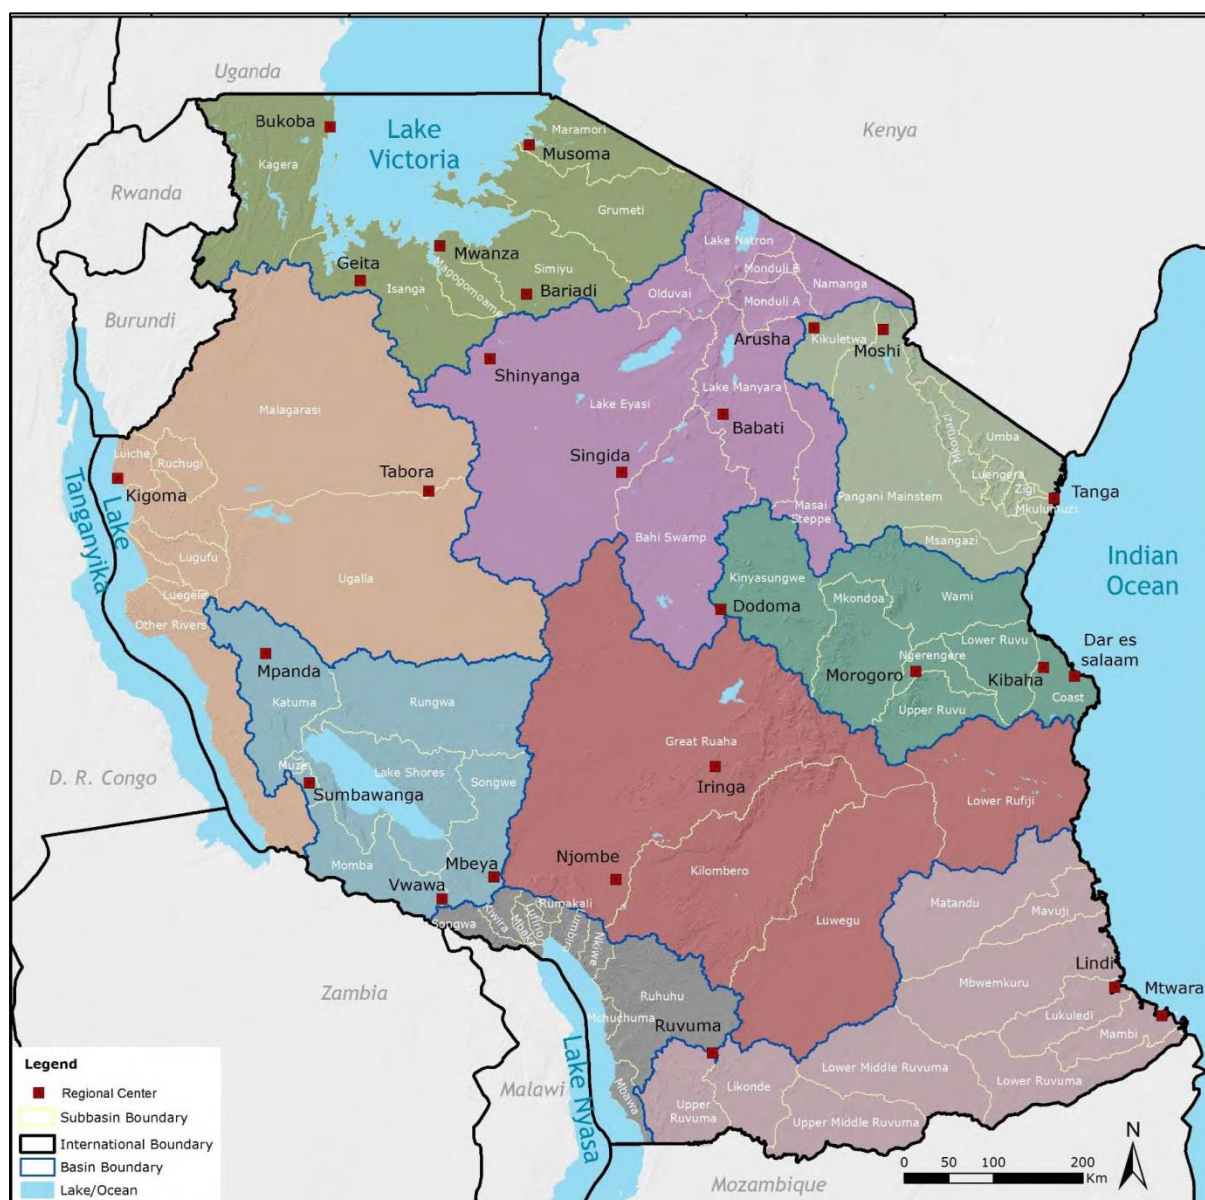 Uganda
Kenya
Rwanda
Burundi
D. R. Congo
Zambia
Malawi
Mozambique
Lake
Victoria
Lake
Tanganyika
Lake Nyasa
Indian
Ocean
Bukoba
Kagera
Maramori
Musoma
Grumeti
Mwanza
Geita
Isanga
Magogomoame
Simiyu
Bariadi
Lake Natron
Monduli B
Namanga
Olduvai
Monduli A
Arusha
Kikuletwa
Moshi
Shinyanga
Lake Eyasi
Lake Manyara
Babati
Singida
Masai
Steppe
Bahi Swamp
Mkomazi
Umba
Luengera
Zigi
Tanga
Mkulumuzi
Pangani Mainstem
Msangazi
Malagarasi
Luiche
Ruchugi
Kigoma
Tabora
Lugufu
Luegele
Other Rivers
Ugalla
Kinyasungwe
Dodoma
Mkondoa
Wami
Lower Ruvu
Ngerengere
Morogoro
Kibaha
Dar es
salaam
Coast
Upper Ruvu
Mpanda
Katuma
Rungwa
Muze
Lake Shores
Songwe
Sumbawanga
Momba
Mbeya
Vwawa
Great Ruaha
Iringa
Lower Rufiji
Njombe
Kilombero
Luwegu
Songwa
Kiwira
Mbaka
Lufirio
Rumakali
Lumbira
Nkiwe
Ruhuhu
Mchuchuma
Mbawa
Ruvuma
Matandu
Mavuji
Mbwemkuru
Lindi
Mtwara
Lukuledi
Mambi
Lower Middle Ruvuma
Lower Ruvuma
Likonde
Upper
Ruvuma
Upper Middle Ruvuma
Legend
Regional Center
Subbasin Boundary
International Boundary
Basin Boundary
Lake/Ocean
N
0 50 100 200
Km